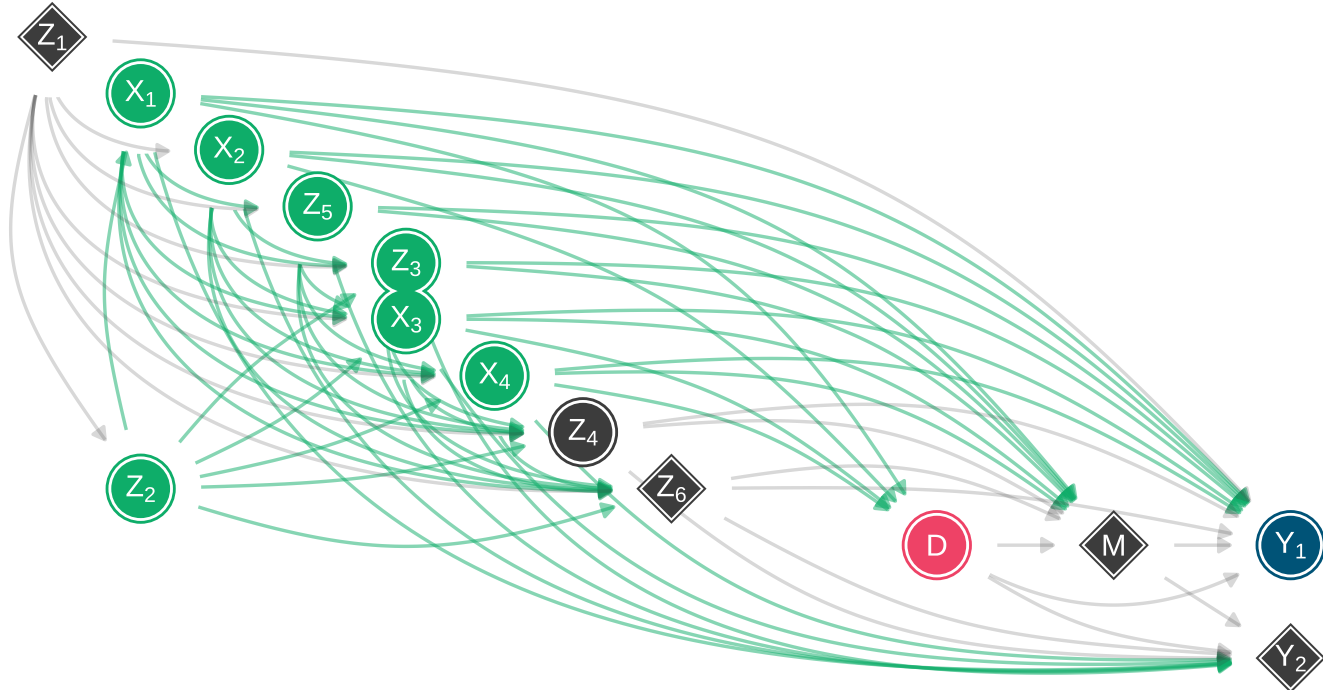 Z₁
X₁
X₂
Z₅
Z₃
X₃
X₄
Z₄
Z₂
Z₆
D
M
Y₁
Y₂